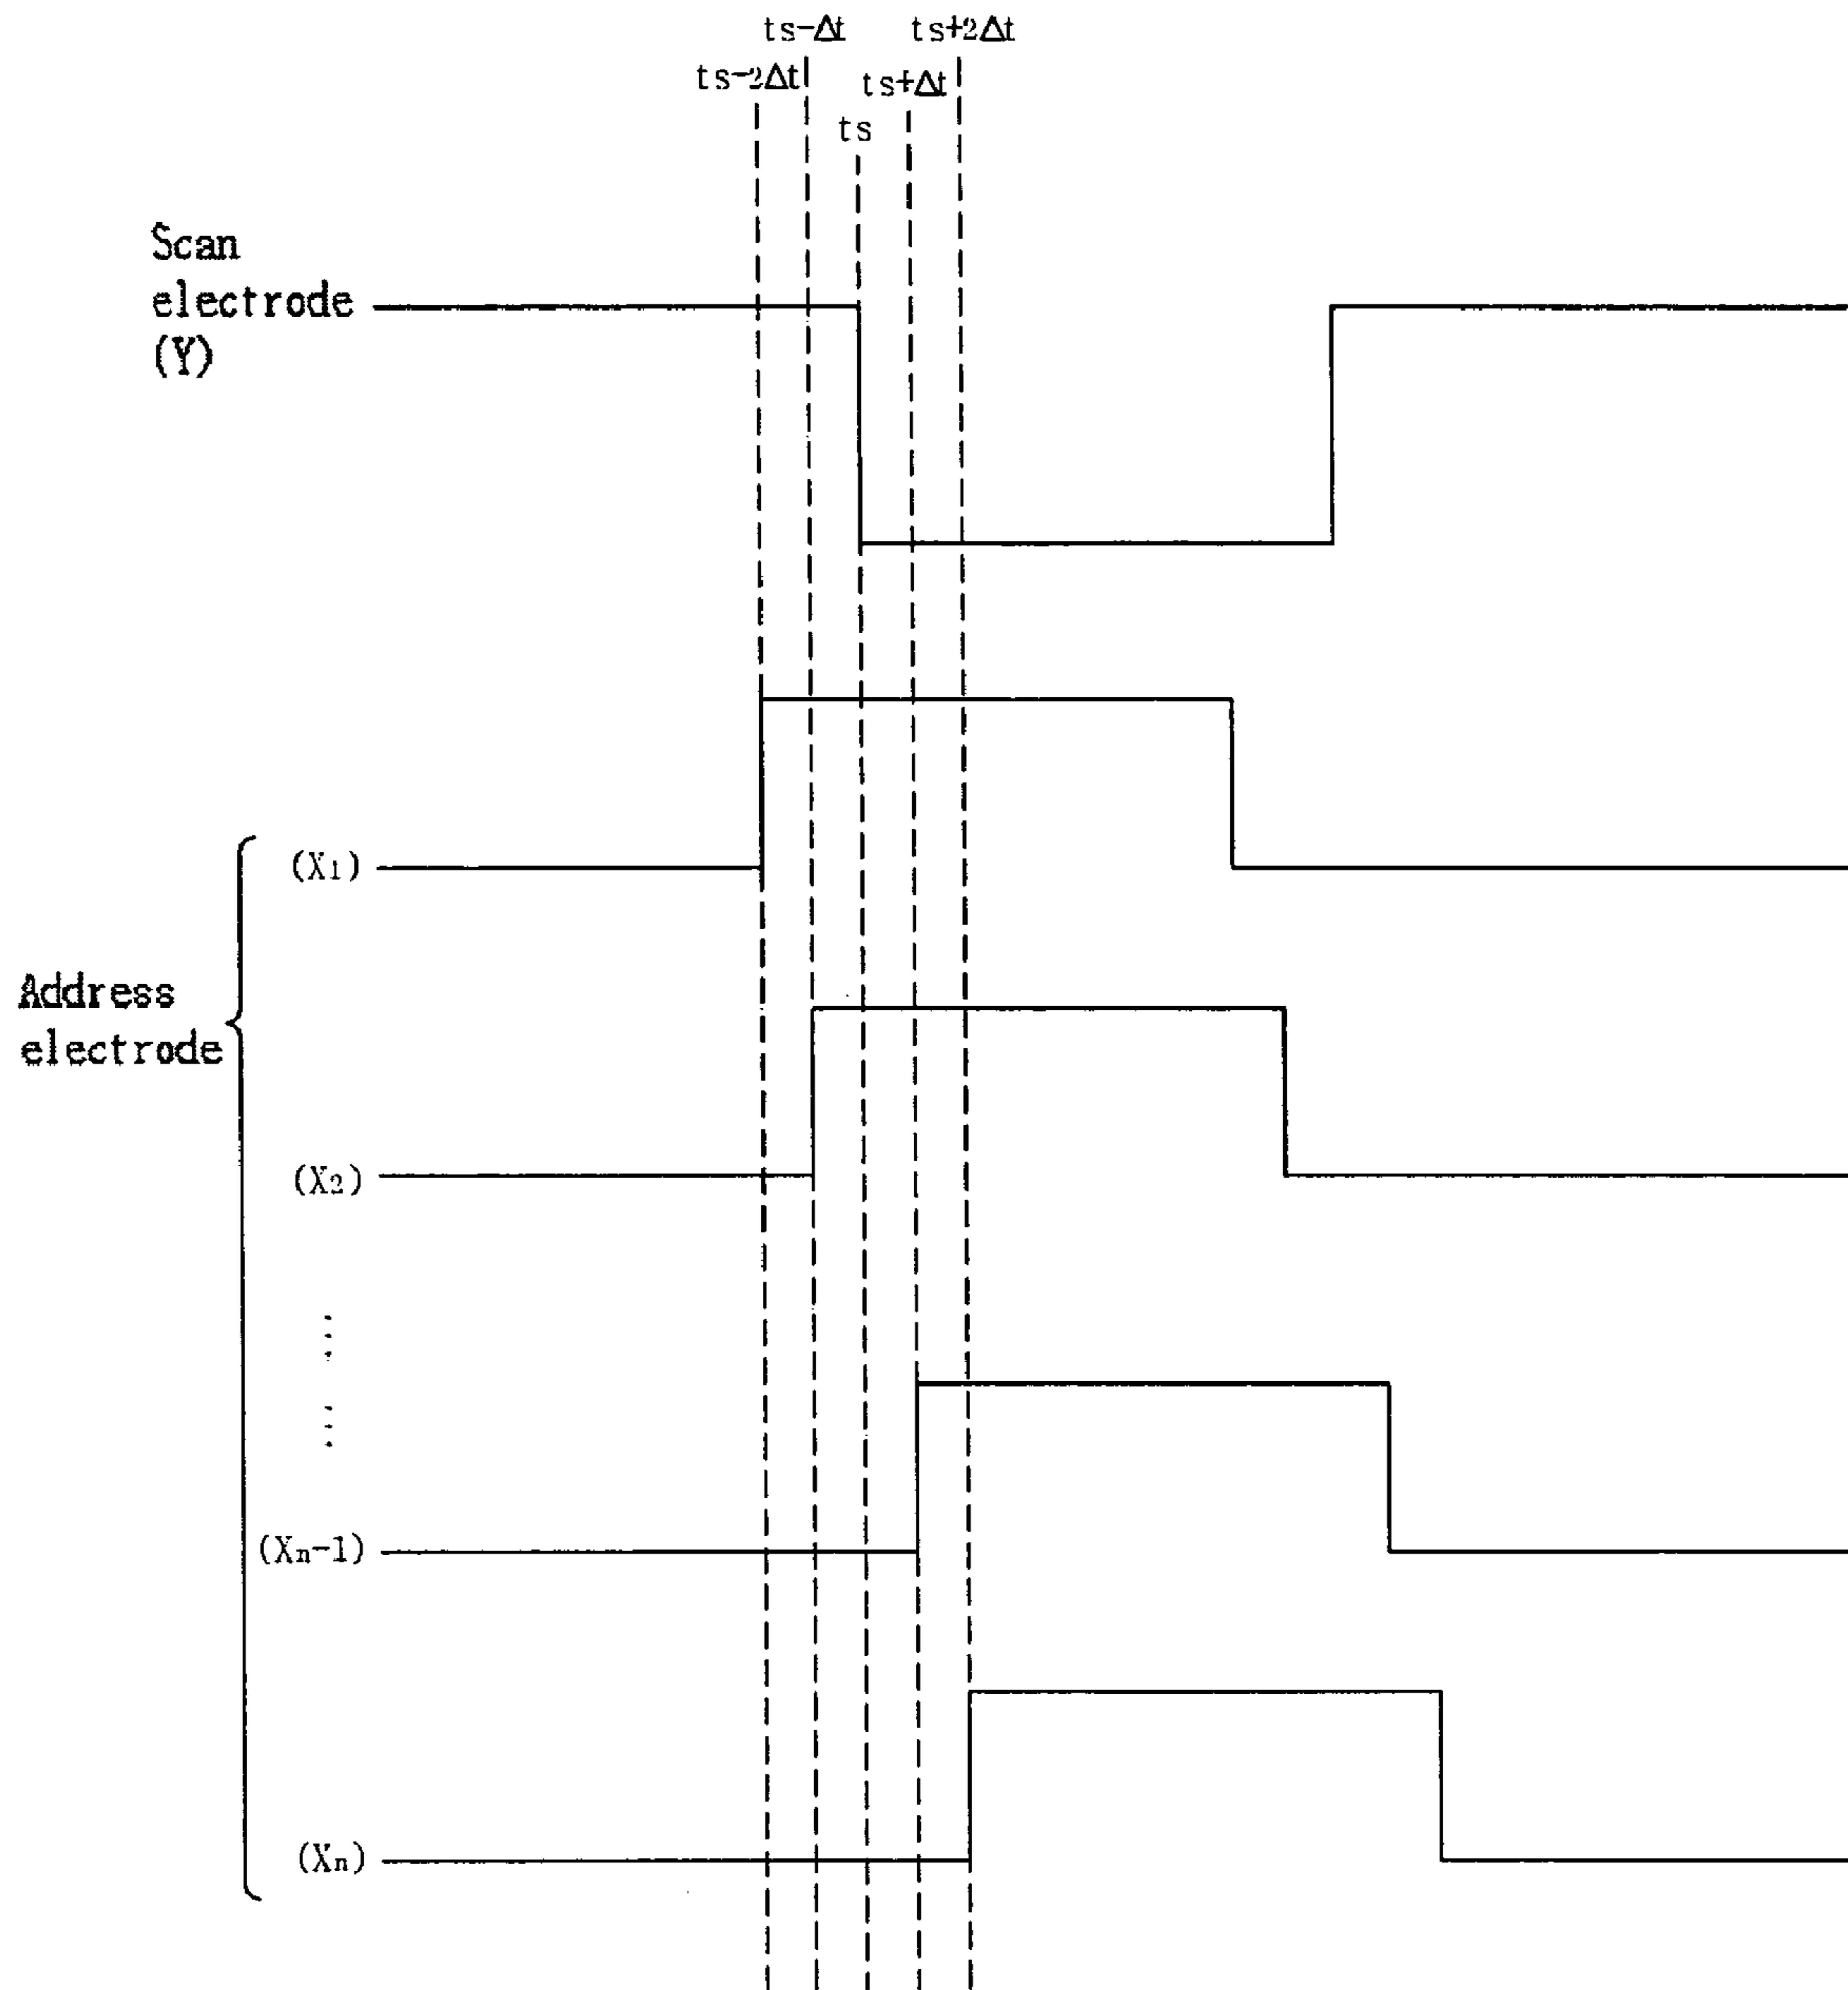 ts-Δt ts+2Δt
ts-2Δt ts+Δt
ts
Scan
electrode
(Y)
(X1)
Address
electrode
(X2)
(Xn-1)
(Xn)